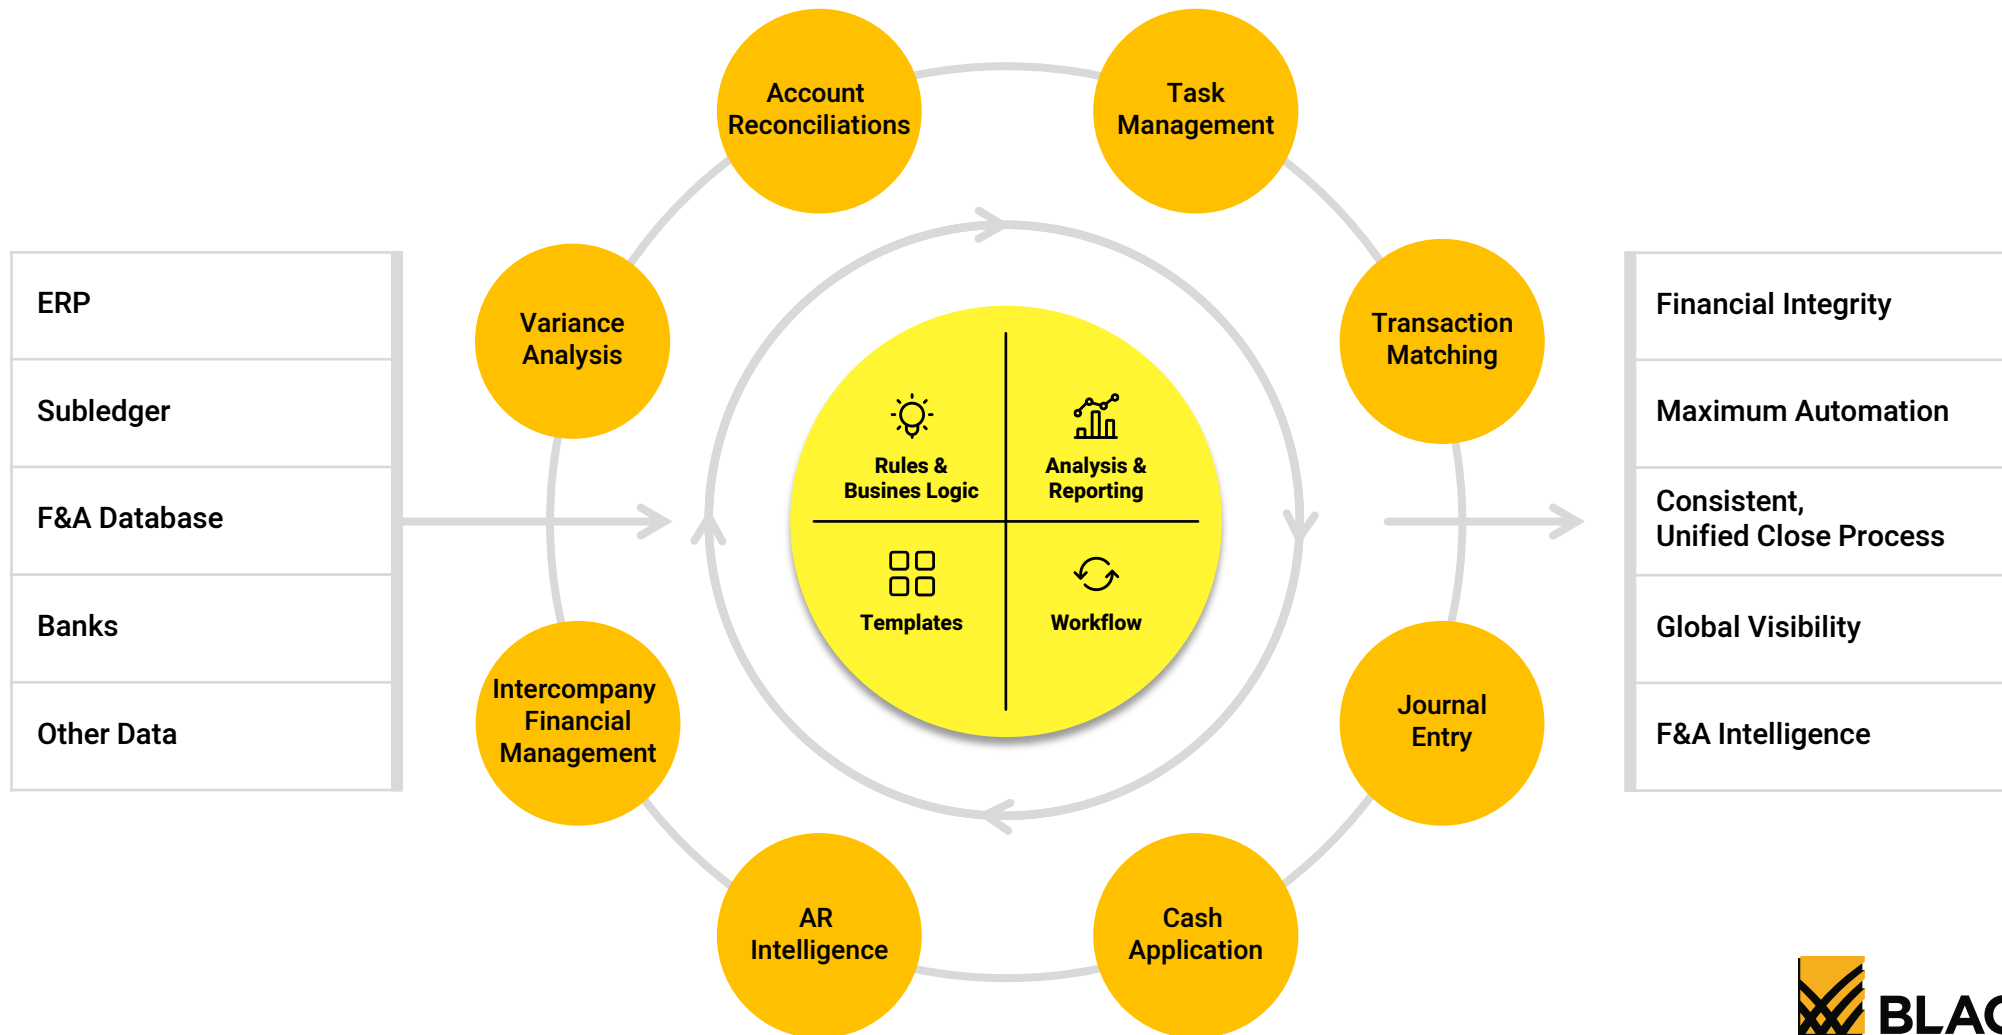 Account
Reconciliations
Task
Management
Variance
Analysis
Transaction
Matching
ERP
Subledger
F&A Database
Banks
Other Data
Rules &
Busines Logic
Analysis &
Reporting
Templates
Workflow
Financial Integrity
Maximum Automation
Consistent,
Unified Close Process
Global Visibility
F&A Intelligence
Intercompany
Financial
Management
Journal
Entry
AR
Intelligence
Cash
Application